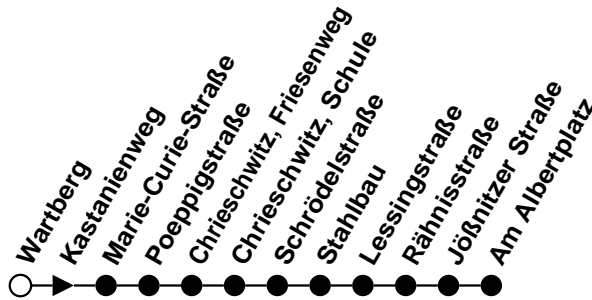 Wartberg
Kastanienweg
Marie-Curie-Straße
Poeppigstraße
Chrieschwitz, Friesenweg
Chrieschwitz, Schule
Schrödelstraße
Stahlbau
Lessingstraße
Rähnisstraße
Jößnitzer Straße
Am Albertplatz